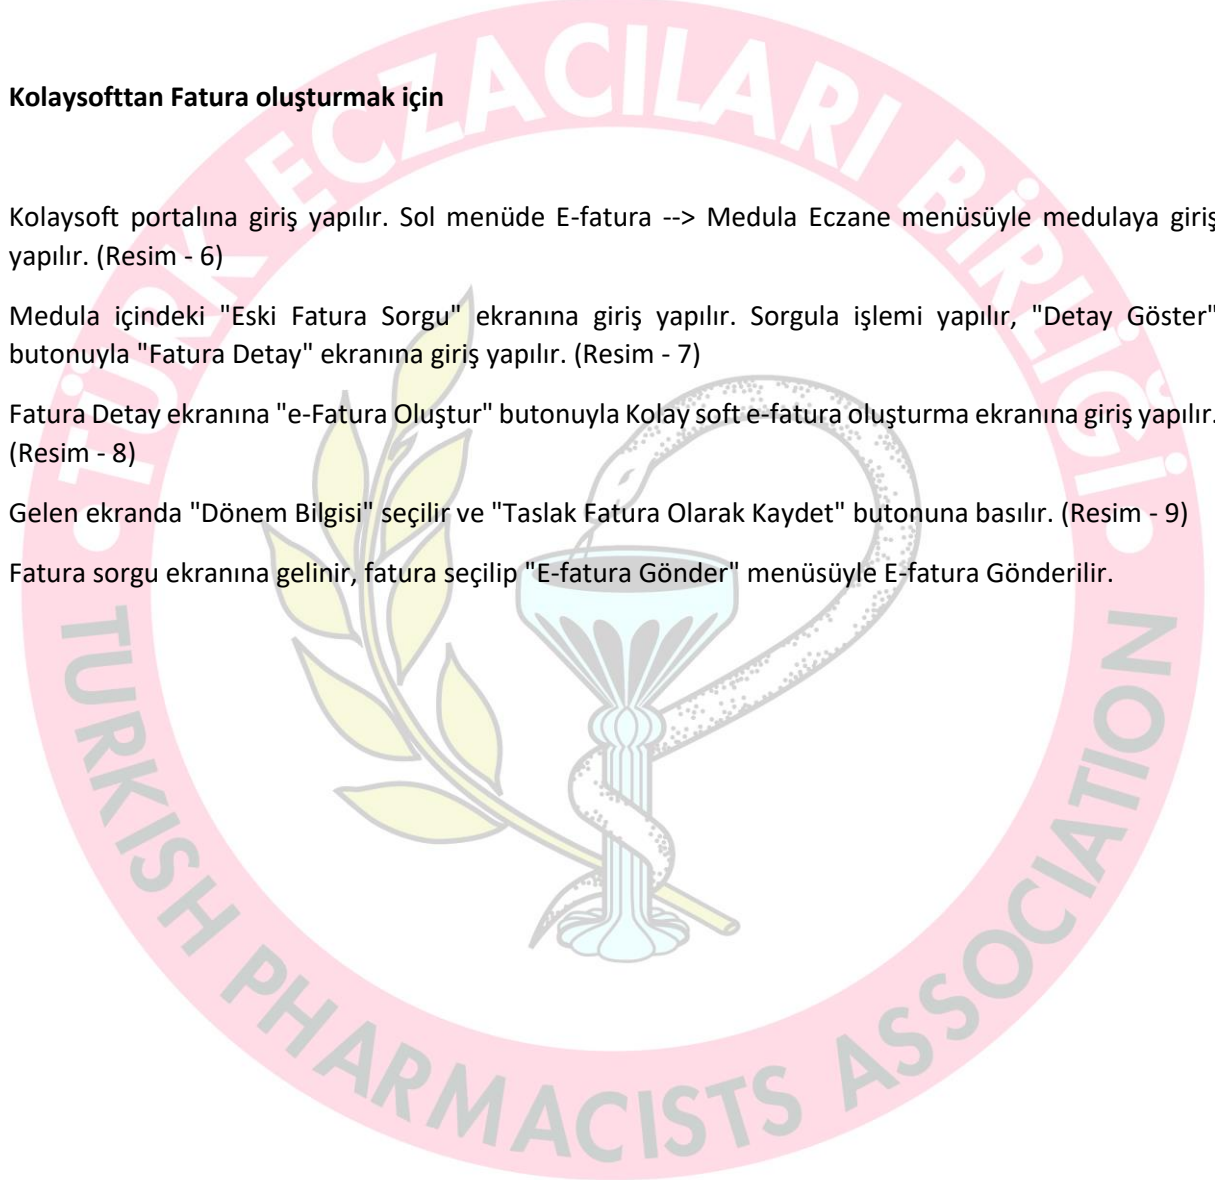 Kolaysofttan Fatura oluşturmak için
Kolaysoft portalına giriş yapılır. Sol menüde E-fatura --> Medula Eczane menüsüyle medulaya giriş
yapılır. (Resim - 6)
Medula içindeki "Eski Fatura Sorgu" ekranına giriş yapılır. Sorgula işlemi yapılır, "Detay Göster"
butonuyla "Fatura Detay" ekranına giriş yapılır. (Resim - 7)
Fatura Detay ekranına "e-Fatura Oluştur" butonuyla Kolay soft e-fatura oluşturma ekranına giriş yapılır.
(Resim - 8)
Gelen ekranda "Dönem Bilgisi" seçilir ve "Taslak Fatura Olarak Kaydet" butonuna basılır. (Resim - 9)
Fatura sorgu ekranına gelinir, fatura seçilip "E-fatura Gönder" menüsüyle E-fatura Gönderilir.
TÜRK ECZACILARI BİRLİĞİ
TURKISH PHARMACISTS ASSOCIATION